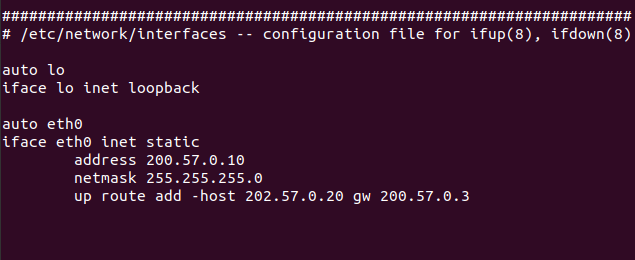 ######################################################################
# /etc/network/interfaces -- configuration file for ifup(8), ifdown(8)
auto lo
iface lo inet loopback
auto eth0
iface eth0 inet static
address 200.57.0.10
netmask 255.255.255.0
up route add -host 202.57.0.20 gw 200.57.0.3